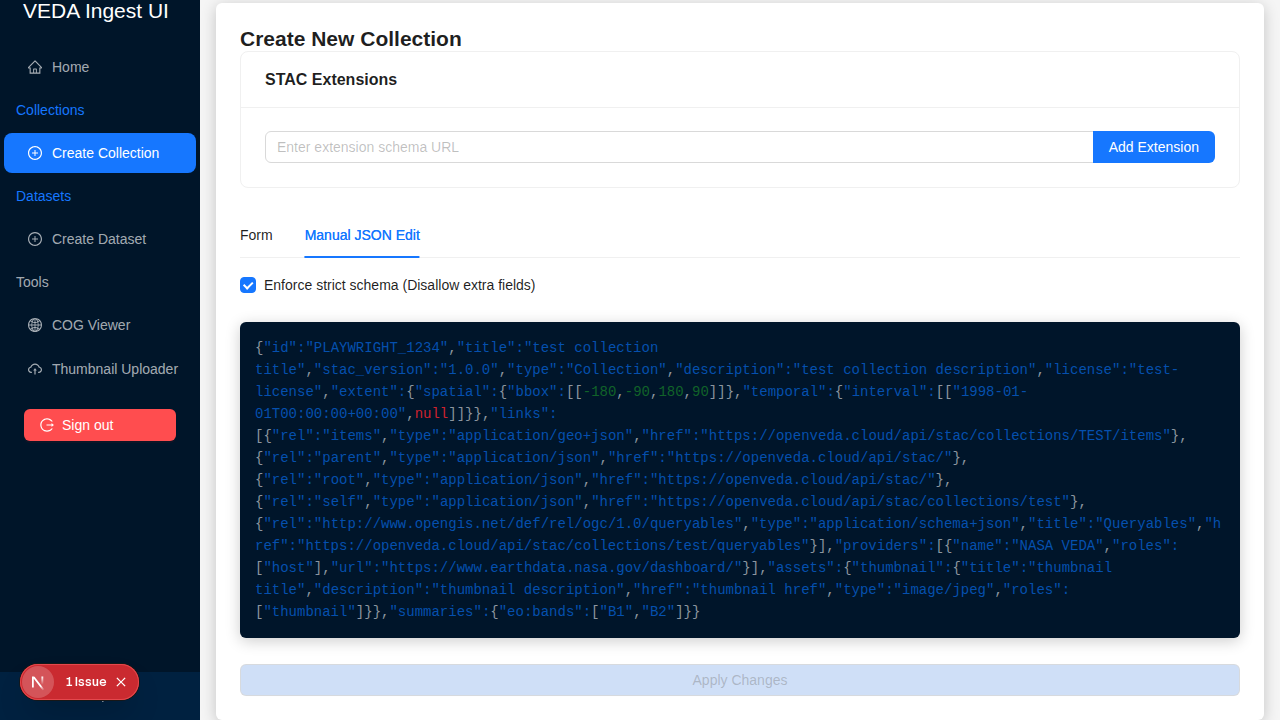 VEDA Ingest UI
Home
Collections
Create Collection
Datasets
Create Dataset
Tools
COG Viewer
Thumbnail Uploader
Sign out
1 Issue
Create New Collection
STAC Extensions
Enter extension schema URL
Add Extension
Form
Manual JSON Edit
Enforce strict schema (Disallow extra fields)
{"id":"PLAYWRIGHT_1234","title":"test collection
title","stac_version":"1.0.0","type":"Collection","description":"test collection description","license":"test-
license","extent":{"spatial":{"bbox":[[-180,-90,180,90]]},"temporal":{"interval":[["1998-01-
01T00:00:00+00:00",null]]}},"links":
[{"rel":"items","type":"application/geo+json","href":"https://openveda.cloud/api/stac/collections/TEST/items"},
{"rel":"parent","type":"application/json","href":"https://openveda.cloud/api/stac/"},
{"rel":"root","type":"application/json","href":"https://openveda.cloud/api/stac/"},
{"rel":"self","type":"application/json","href":"https://openveda.cloud/api/stac/collections/test"},
{"rel":"http://www.opengis.net/def/rel/ogc/1.0/queryables","type":"application/schema+json","title":"Queryables","h
ref":"https://openveda.cloud/api/stac/collections/test/queryables"}],"providers":[{"name":"NASA VEDA","roles":
["host"],"url":"https://www.earthdata.nasa.gov/dashboard/"}],"assets":{"thumbnail":{"title":"thumbnail
title","description":"thumbnail description","href":"thumbnail href","type":"image/jpeg","roles":
["thumbnail"]}},"summaries":{"eo:bands":["B1","B2"]}}
Apply Changes